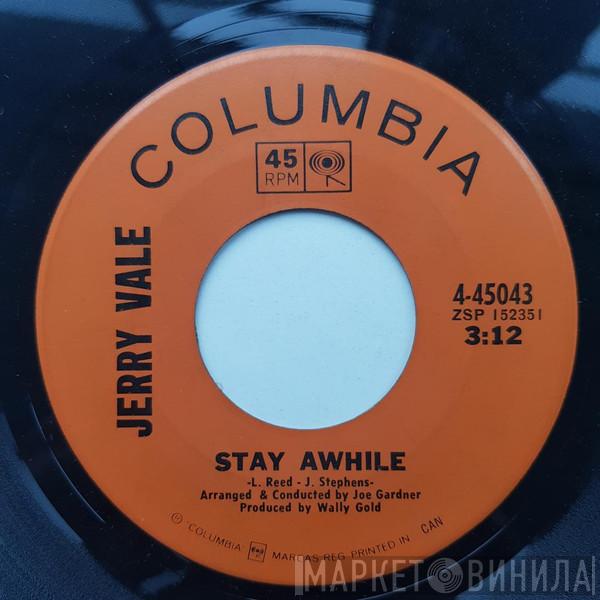 COLUMBIA
45
RPM
JERRY VALE
4-45043
ZSP 152351
3:12
STAY AWHILE
-L. Reed - J. Stephens-
Arranged & Conducted by Joe Gardner
Produced by Wally Gold
℗ "COLUMBIA MARCAS REG. PRINTED IN CAN
МАРКЕТ ВИНИЛА